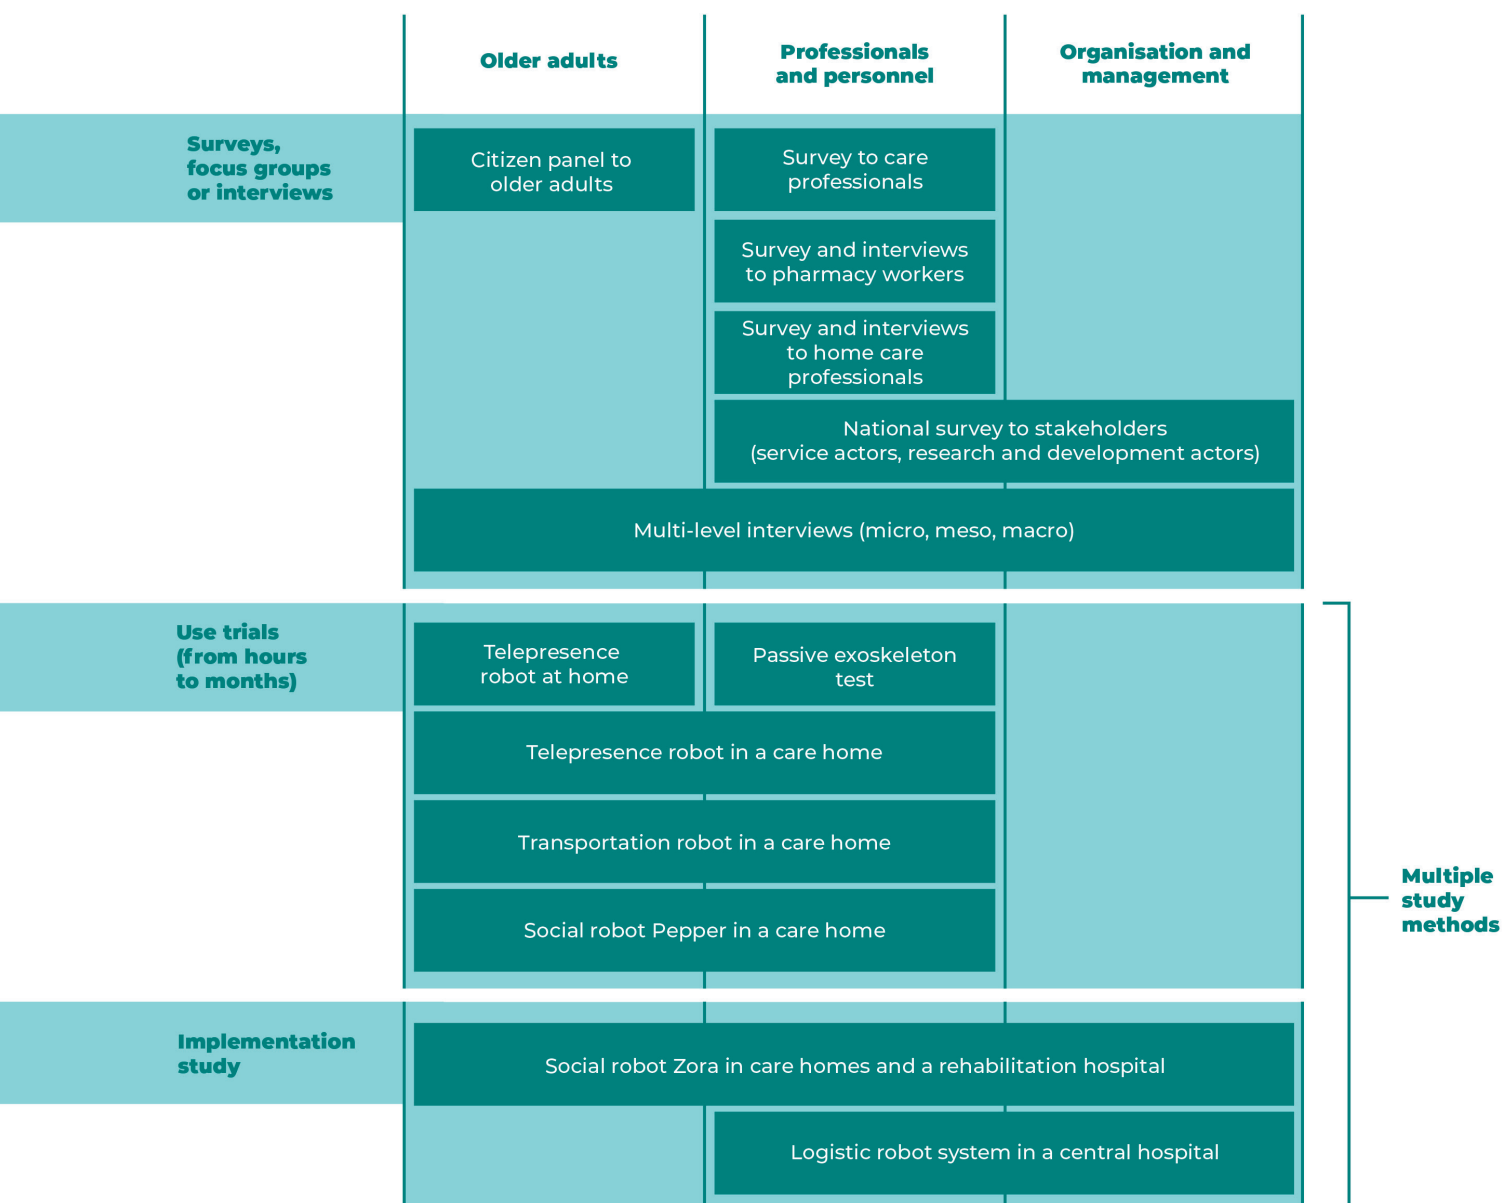 Older adults
Professionals
and personnel
Organisation and
management
Surveys,
focus groups
or interviews
Citizen panel to
older adults
Survey to care
professionals
Survey and interviews
to pharmacy workers
Survey and interviews
to home care
professionals
National survey to stakeholders
(service actors, research and development actors)
Multi-level interviews (micro, meso, macro)
Use trials
(from hours
to months)
Telepresence
robot at home
Passive exoskeleton
test
Telepresence robot in a care home
Transportation robot in a care home
Social robot Pepper in a care home
Multiple
study
methods
Implementation
study
Social robot Zora in care homes and a rehabilitation hospital
Logistic robot system in a central hospital